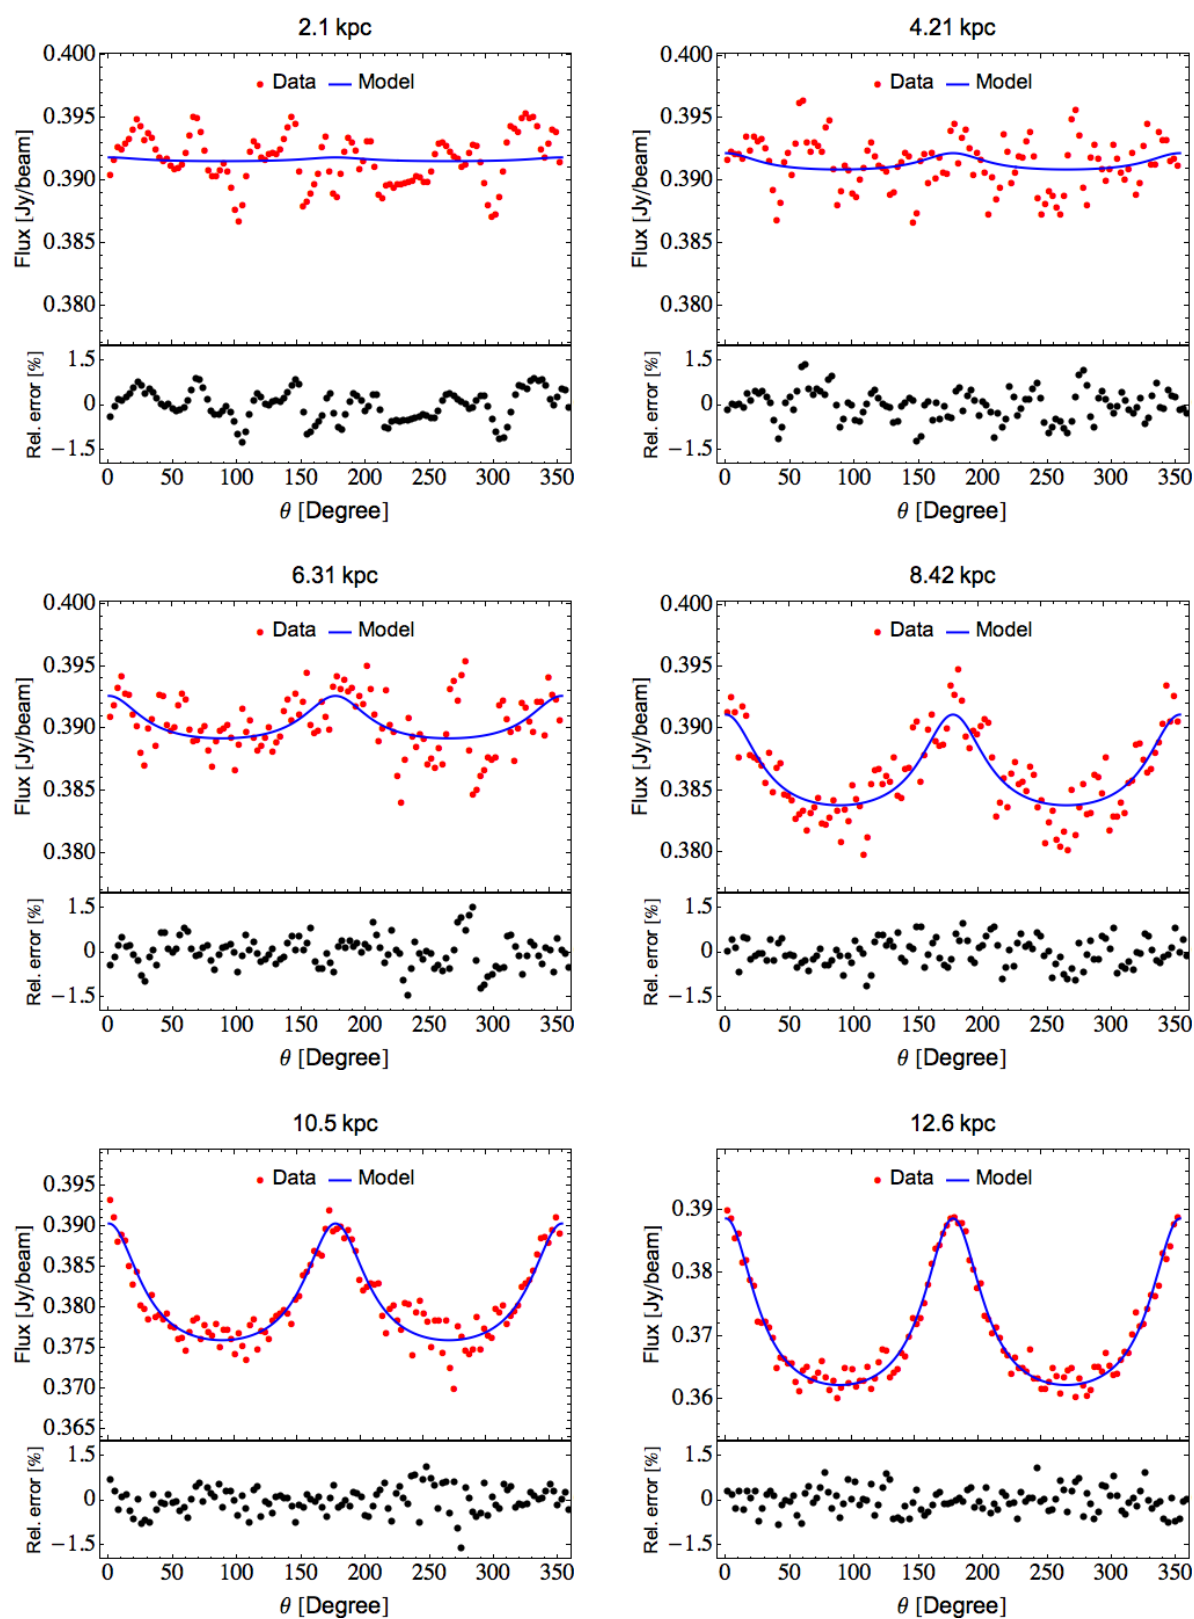 2.1 kpc
4.21 kpc
0.400
0.395
0.390
0.385
0.380
Flux [Jy/beam]
Data
Model
1.5
0
−1.5
Rel. error [%]
0 50 100 150 200 250 300 350
θ [Degree]
0.400
0.395
0.390
0.385
0.380
Flux [Jy/beam]
Data
Model
1.5
0
−1.5
Rel. error [%]
0 50 100 150 200 250 300 350
θ [Degree]
6.31 kpc
8.42 kpc
0.400
0.395
0.390
0.385
0.380
Flux [Jy/beam]
Data
Model
1.5
0
−1.5
Rel. error [%]
0 50 100 150 200 250 300 350
θ [Degree]
0.400
0.395
0.390
0.385
0.380
Flux [Jy/beam]
Data
Model
1.5
0
−1.5
Rel. error [%]
0 50 100 150 200 250 300 350
θ [Degree]
10.5 kpc
12.6 kpc
0.395
0.390
0.385
0.380
0.375
0.370
0.365
Flux [Jy/beam]
Data
Model
1.5
0
−1.5
Rel. error [%]
0 50 100 150 200 250 300 350
θ [Degree]
0.39
0.38
0.37
0.36
Flux [Jy/beam]
Data
Model
1.5
0
−1.5
Rel. error [%]
0 50 100 150 200 250 300 350
θ [Degree]